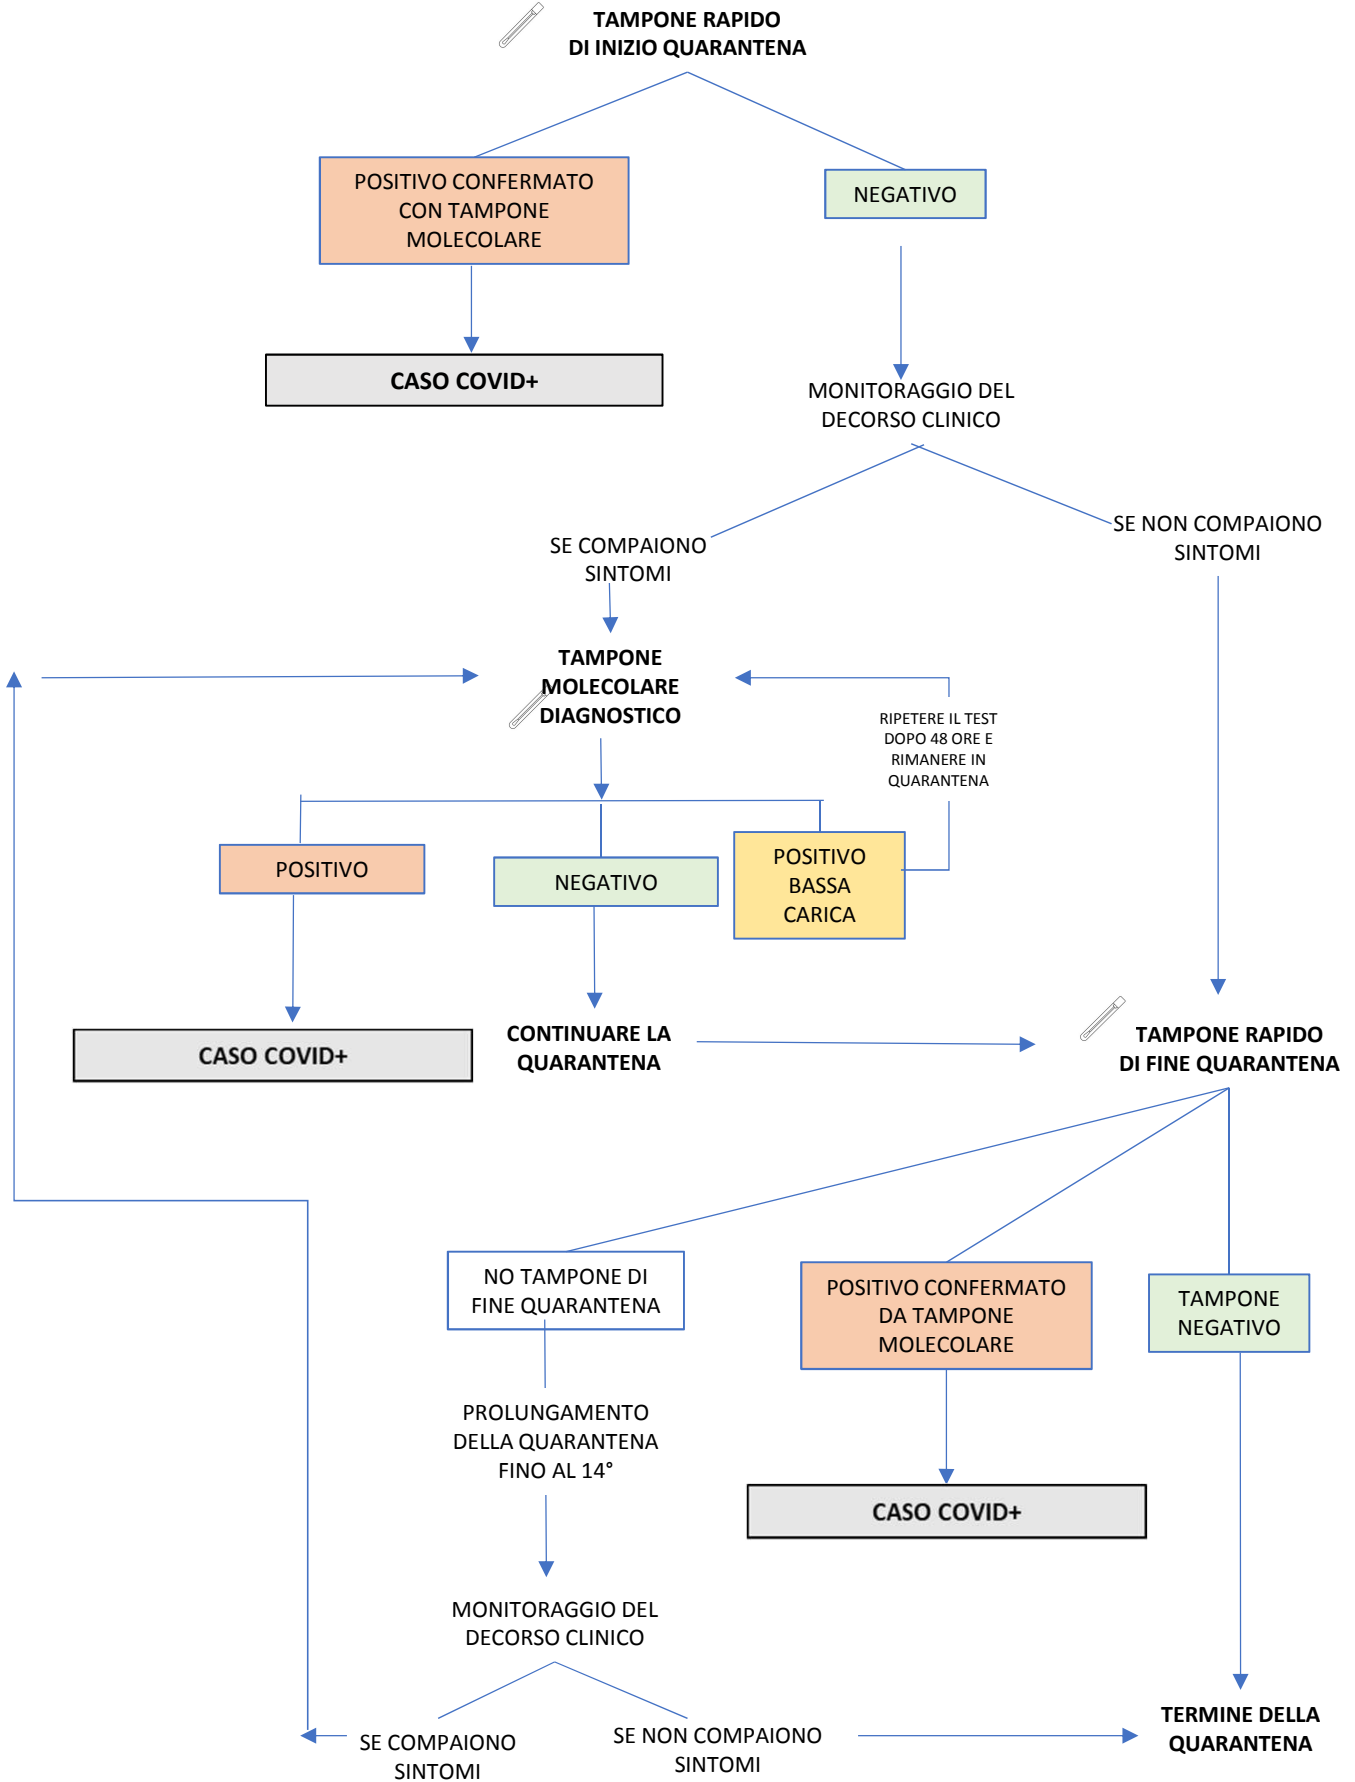 TAMPONE RAPIDO
DI INIZIO QUARANTENA
POSITIVO CONFERMATO
CON TAMPONE
MOLECOLARE
NEGATIVO
CASO COVID+
MONITORAGGIO DEL
DECORSO CLINICO
SE COMPAIONO
SINTOMI
SE NON COMPAIONO
SINTOMI
TAMPONE
MOLECOLARE
DIAGNOSTICO
RIPETERE IL TEST
DOPO 48 ORE E
RIMANERE IN
QUARANTENA
POSITIVO
NEGATIVO
POSITIVO
BASSA
CARICA
CASO COVID+
CONTINUARE LA
QUARANTENA
TAMPONE RAPIDO
DI FINE QUARANTENA
NO TAMPONE DI
FINE QUARANTENA
POSITIVO CONFERMATO
DA TAMPONE
MOLECOLARE
TAMPONE
NEGATIVO
PROLUNGAMENTO
DELLA QUARANTENA
FINO AL 14°
CASO COVID+
MONITORAGGIO DEL
DECORSO CLINICO
SE COMPAIONO
SINTOMI
SE NON COMPAIONO
SINTOMI
TERMINE DELLA
QUARANTENA